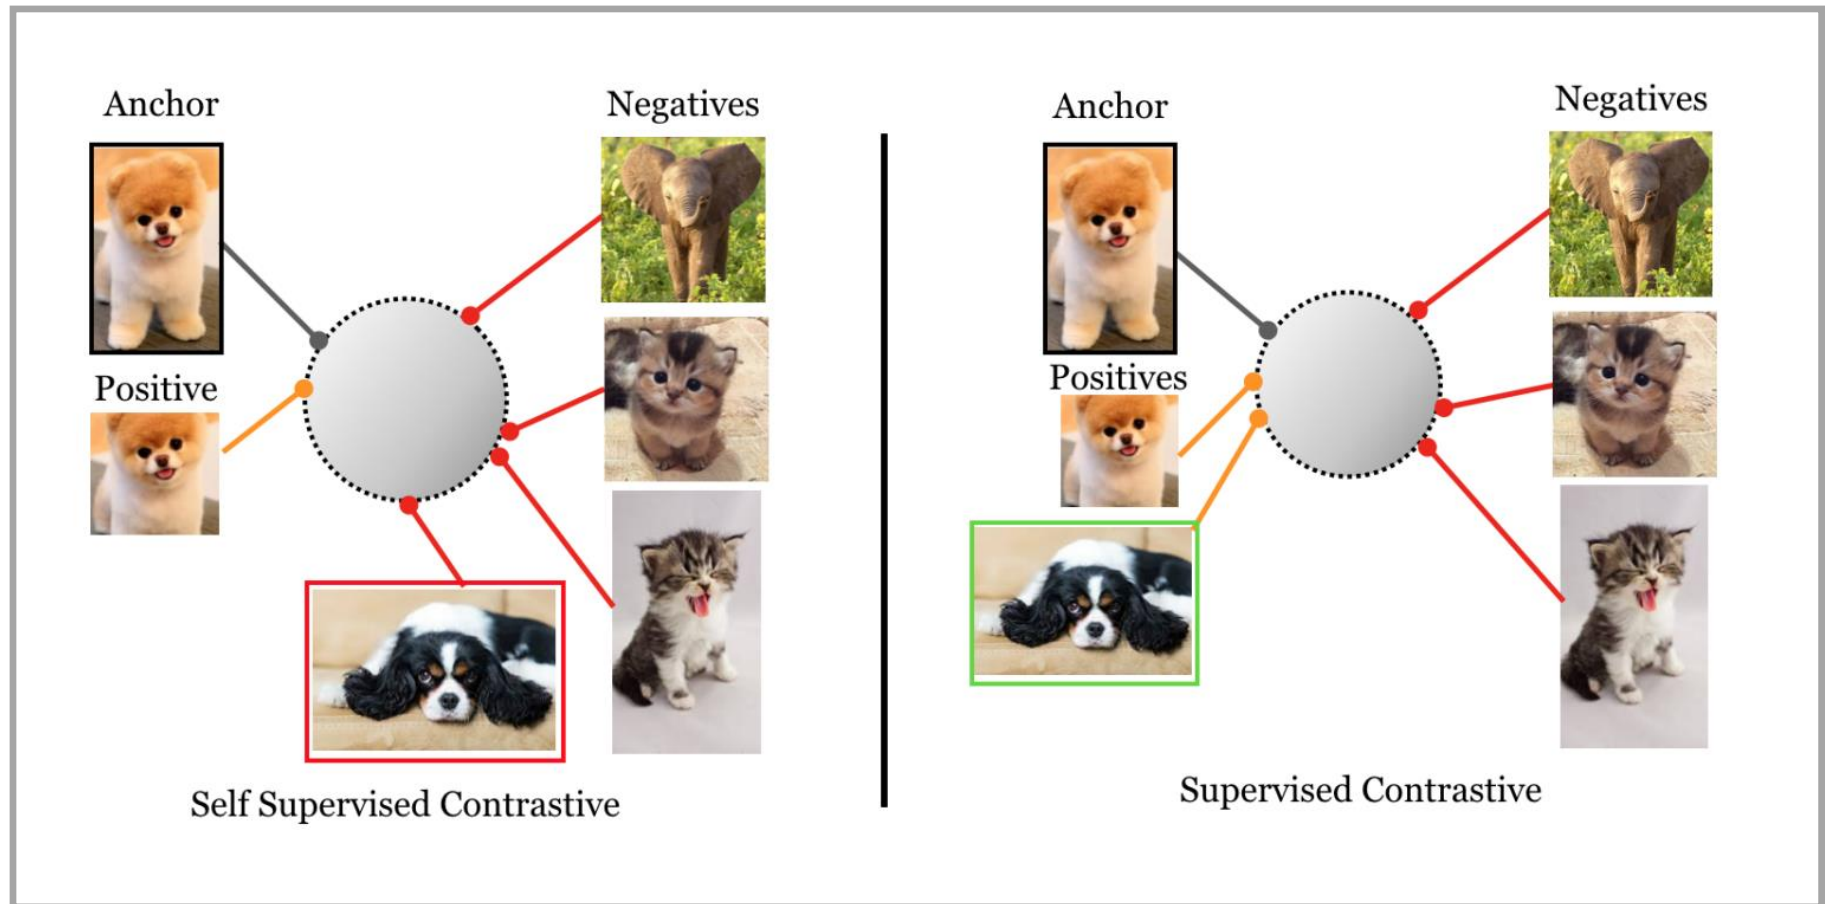 Anchor
Negatives
Positive
Self Supervised Contrastive
Anchor
Negatives
Positives
Supervised Contrastive